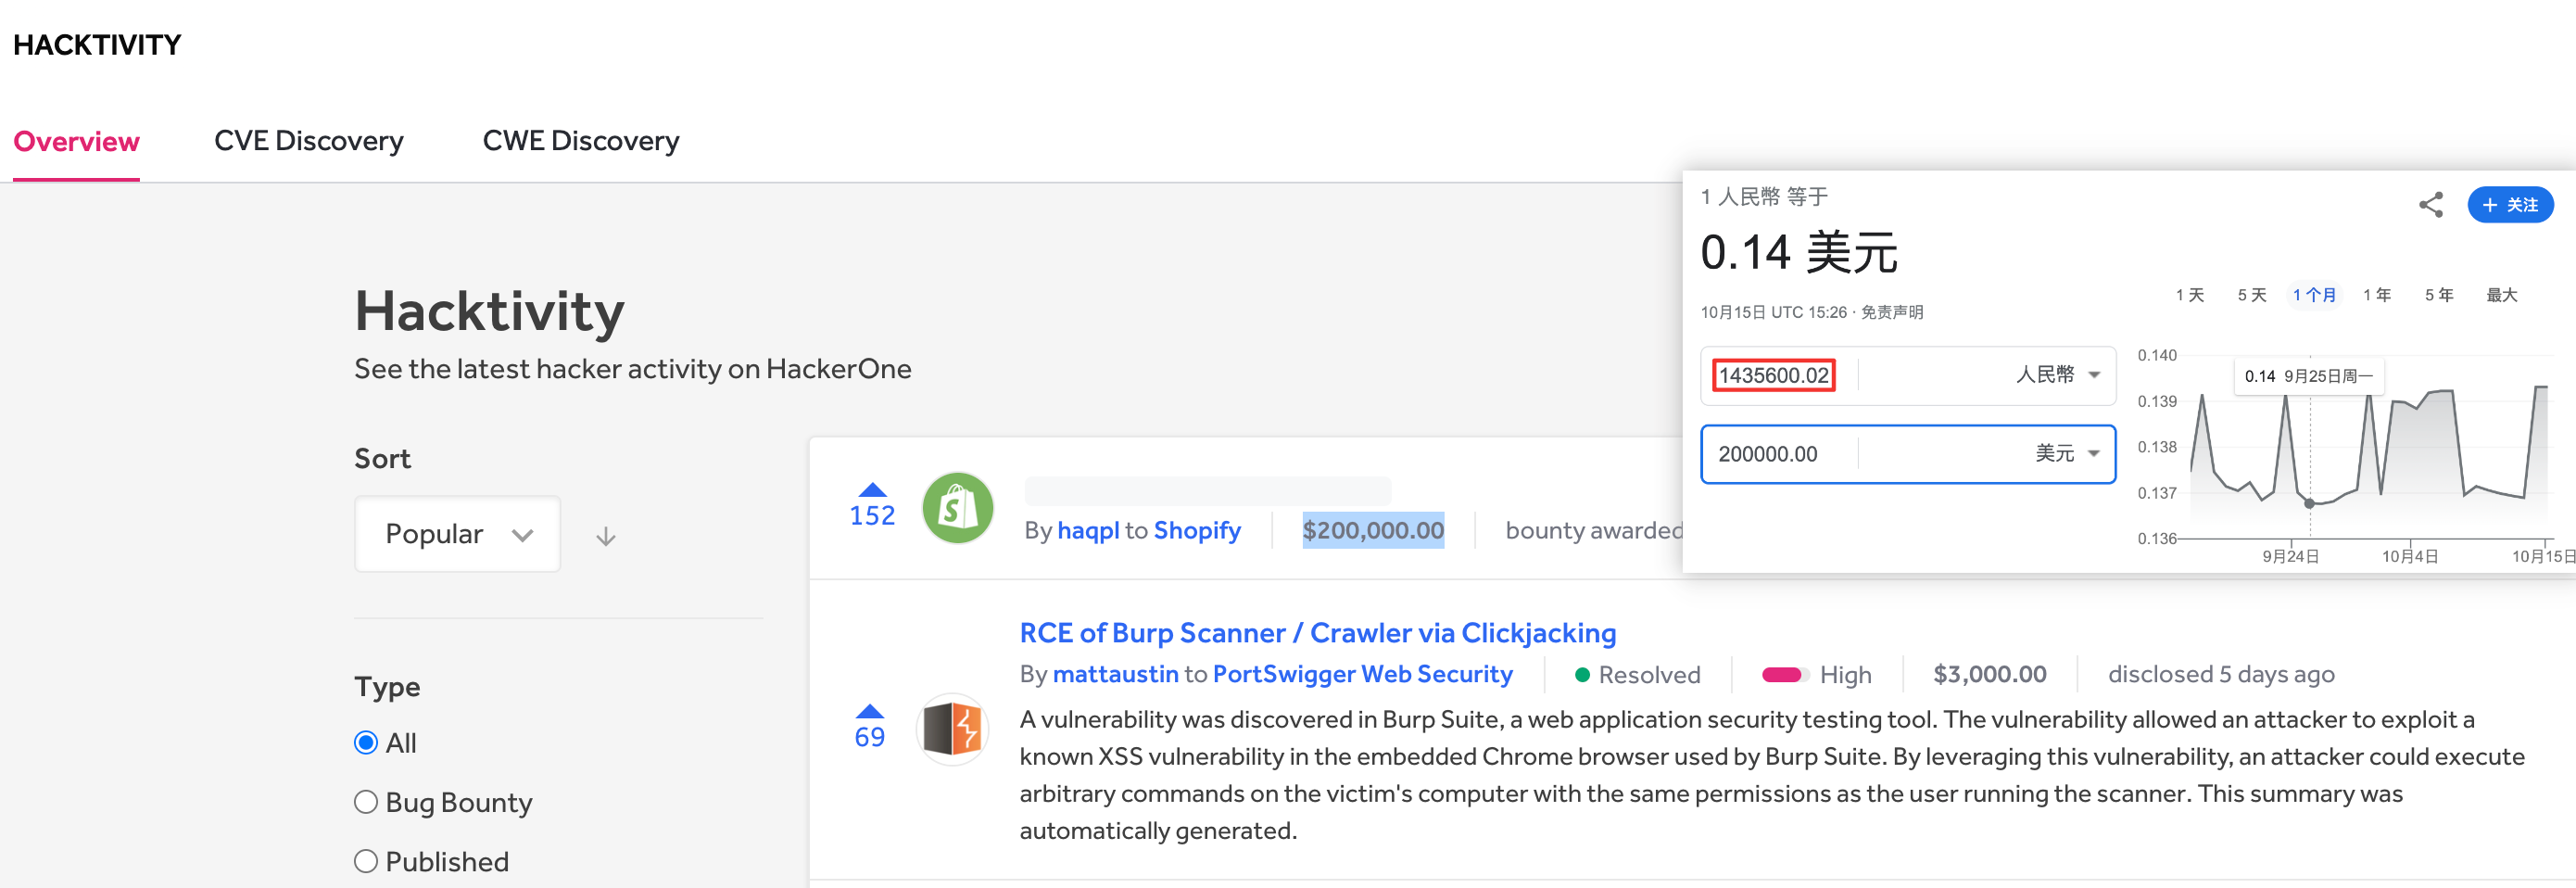 HACKTIVITY
Overview CVE Discovery CWE Discovery
Hacktivity
See the latest hacker activity on HackerOne
Sort
Popular
Type
All
Bug Bounty
Published
152
By haqpl to Shopify $200,000.00 bounty awarded
RCE of Burp Scanner / Crawler via Clickjacking
By mattaustin to PortSwigger Web Security Resolved High $3,000.00 disclosed 5 days ago
69
A vulnerability was discovered in Burp Suite, a web application security testing tool. The vulnerability allowed an attacker to exploit a
known XSS vulnerability in the embedded Chrome browser used by Burp Suite. By leveraging this vulnerability, an attacker could execute
arbitrary commands on the victim's computer with the same permissions as the user running the scanner. This summary was
automatically generated.
1 人民幣 等于
0.14 美元
10月15日 UTC 15:26 · 免责声明
1435600.02 人民幣
200000.00 美元
+ 关注
1 天 5 天 1 个月 1 年 5 年 最大
0.14 9月25日周一
0.140
0.139
0.138
0.137
0.136
9月24日 10月4日 10月15日